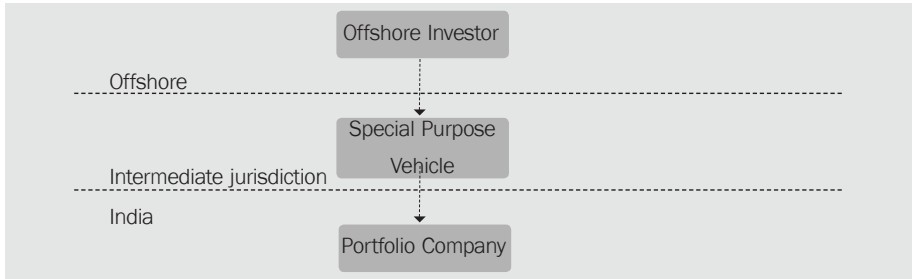 Offshore Investor
Offshore
Special Purpose
Vehicle
Intermediate jurisdiction
India
Portfolio Company